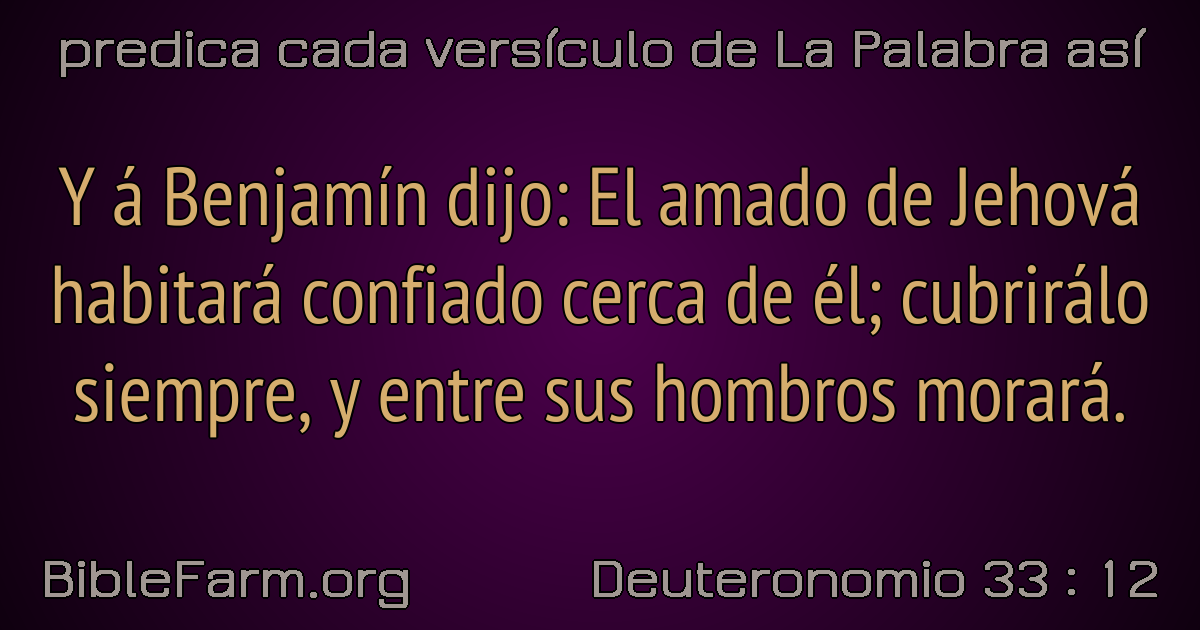 predica cada versículo de La Palabra así
Y á Benjamín dijo: El amado de Jehová
habitará confiado cerca de él; cubrirálo
siempre, y entre sus hombros morará.
BibleFarm.org
Deuteronomio 33 : 12